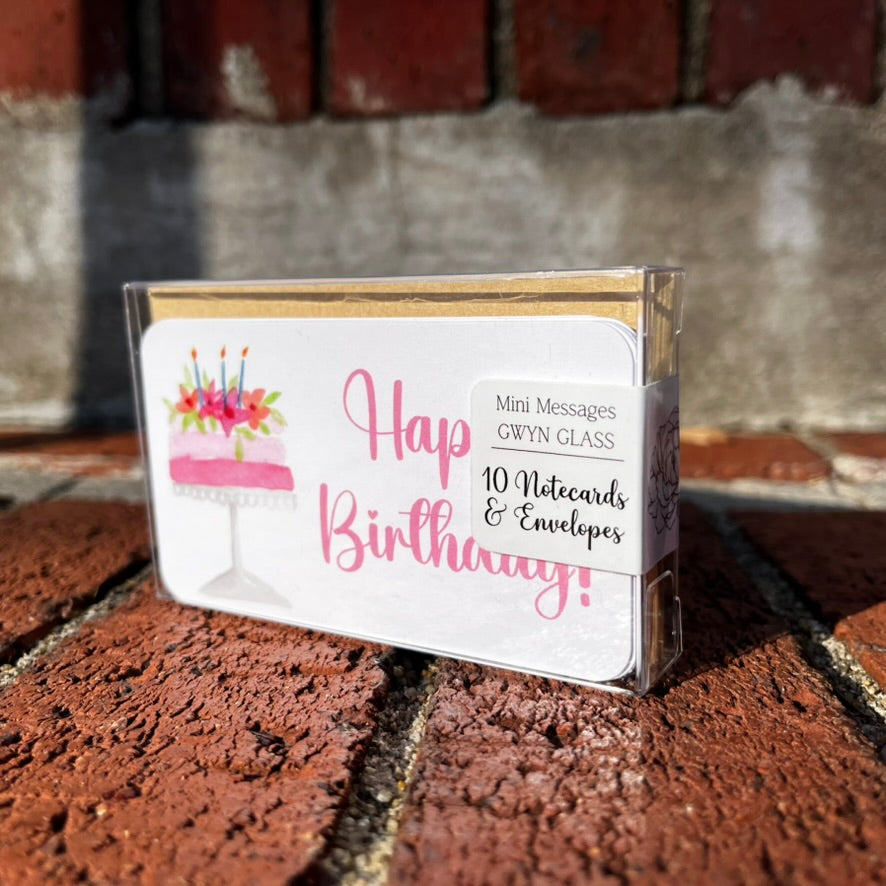 Hap
Birthday!
Mini Messages
GWYN GLASS
10 Notecards
& Envelopes